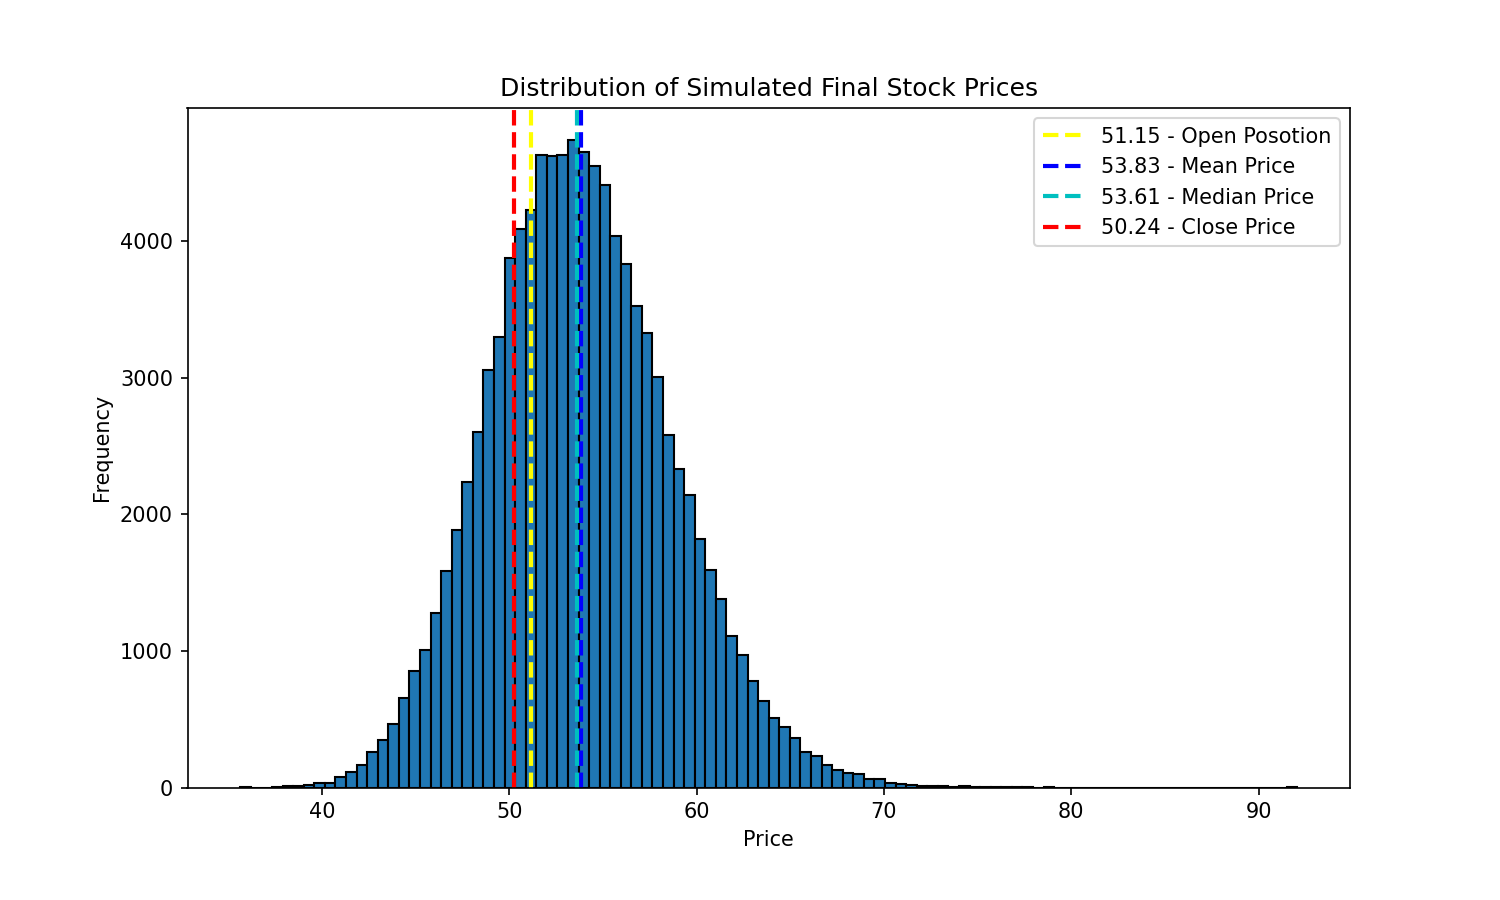 Distribution of Simulated Final Stock Prices
51.15 - Open Posotion
53.83 - Mean Price
53.61 - Median Price
50.24 - Close Price
Frequency
4000
3000
2000
1000
0
40
50
60
70
80
90
Price